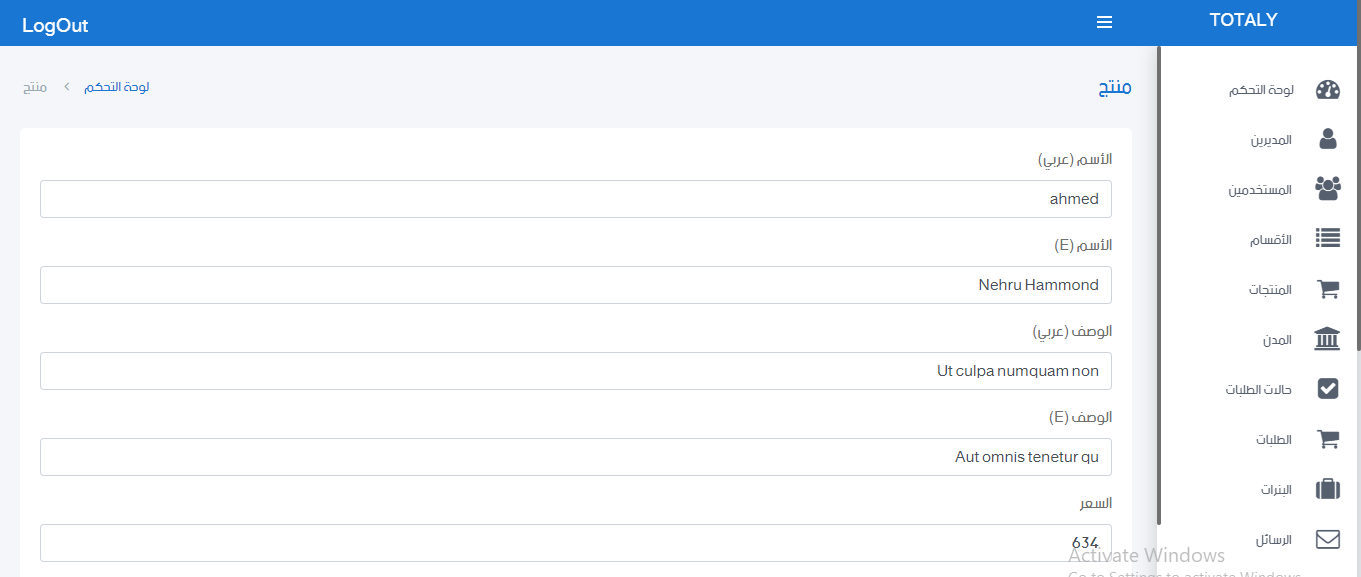 TOTALY
LogOut
لوحة التحكم
المديرين
المستخدمين
الأقسام
المنتجات
المدن
حالات الطلبات
الطلبات
البنرات
الرسائل
منتج
لوحة التحكم > منتج
الأسم (عربي)
ahmed
الأسم (E)
Nehru Hammond
الوصف (عربي)
Ut culpa numquam non
الوصف (E)
Aut omnis tenetur qu
السعر
634
Activate Windows
Go to Settings to activate Windows.